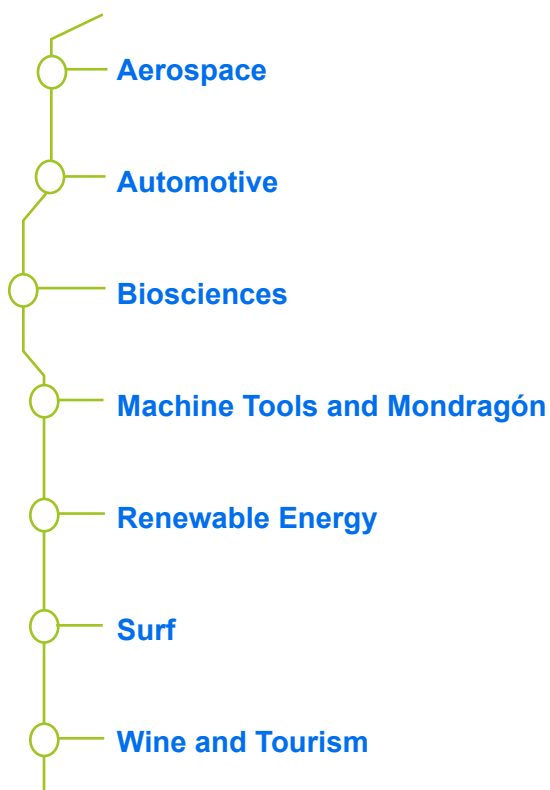 Aerospace
Automotive
Biosciences
Machine Tools and Mondragón
Renewable Energy
Surf
Wine and Tourism